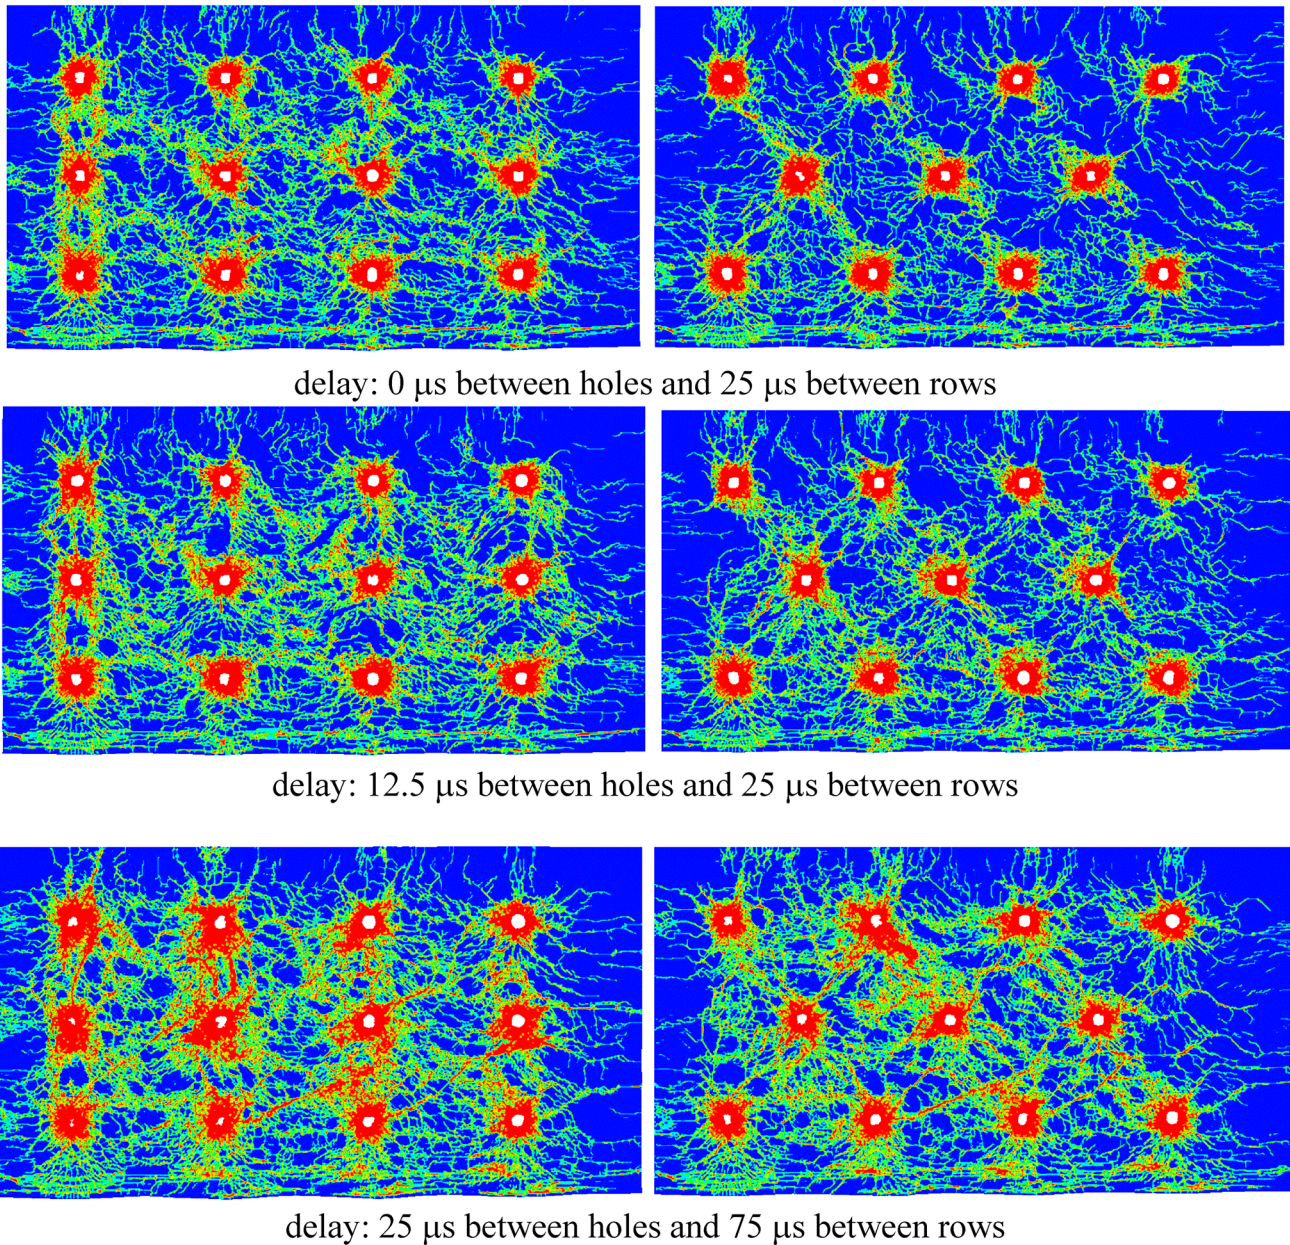 delay: 0 μs between holes and 25 μs between rows
delay: 12.5 μs between holes and 25 μs between rows
delay: 25 μs between holes and 75 μs between rows